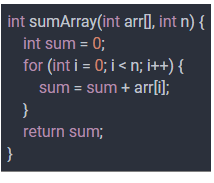 int sumArray(int arr[], int n) {
    int sum = 0;
    for (int i = 0; i < n; i++) {
        sum = sum + arr[i];
    }
    return sum;
}